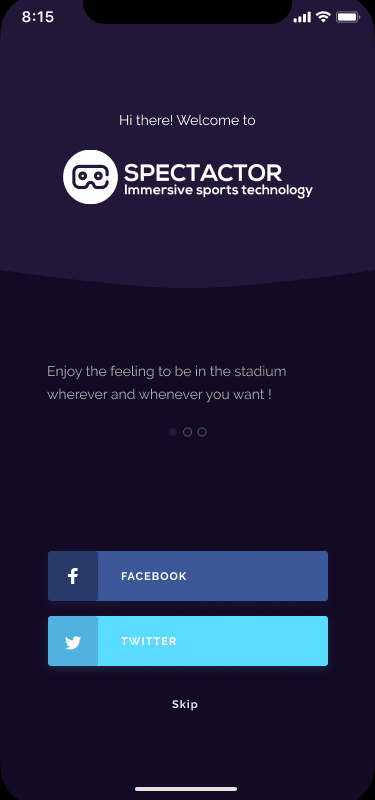 8:15
Hi there! Welcome to
SPECTACTOR
Immersive sports technology
Enjoy the feeling to be in the stadium
wherever and whenever you want !
FACEBOOK
TWITTER
Skip